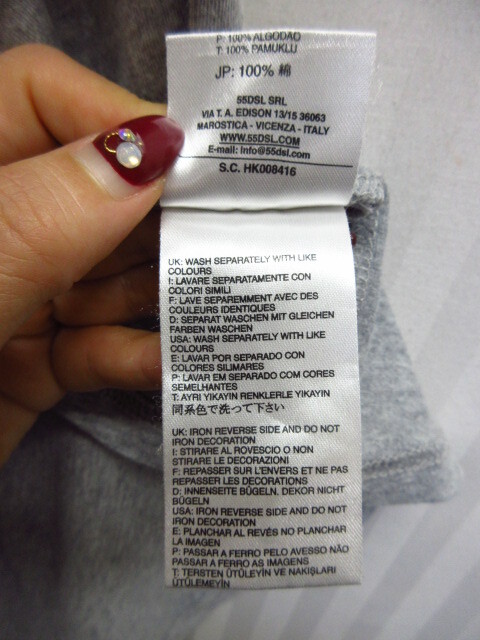 P: 100% ALGODÃO
T: 100% PAMUKLU
JP: 100% 綿
55DSL SRL
VIA T. A. EDISON 13/15 36063
MAROSTICA - VICENZA - ITALY
WWW.55DSL.COM
E-mail: info@55dsl.com
S.C. HK008416
UK: WASH SEPARATELY WITH LIKE
COLOURS
I: LAVARE SEPARATAMENTE CON
COLORI SIMILI
F: LAVE SEPAREMMENT AVEC DES
COULEURS IDENTIQUES
D: SEPARAT WASCHEN MIT GLEICHEN
FARBEN WASCHEN
USA: WASH SEPARATELY WITH LIKE
COLOURS
E: LAVAR POR SEPARADO CON
COLORES SILIMARES
P: LAVAR EM SEPARADO COM CORES
SEMELHANTES
T: AYRI YIKAYIN RENKLERLE YIKAYIN
同系色で洗って下さい
UK: IRON REVERSE SIDE AND DO NOT
IRON DECORATION
I: STIRARE AL ROVESCIO O NON
STIRARE LE DECORAZIONI
F: REPASSER SUR L'ENVERS ET NE PAS
REPASSER LES DECORATIONS
D: INNENSEITE BÜGELN, DEKOR NICHT
BÜGELN
USA: IRON REVERSE SIDE AND DO NOT
IRON DECORATION
E: PLANCHAR AL REVÉS NO PLANCHAR
LA IMAGEN
P: PASSAR A FERRO PELO AVESSO NÃO
PASSAR A FERRO AS IMAGENS
T: TERSTEN ÜTÜLEYİN VE NAKIŞLARI
ÜTÜLEMEYİN